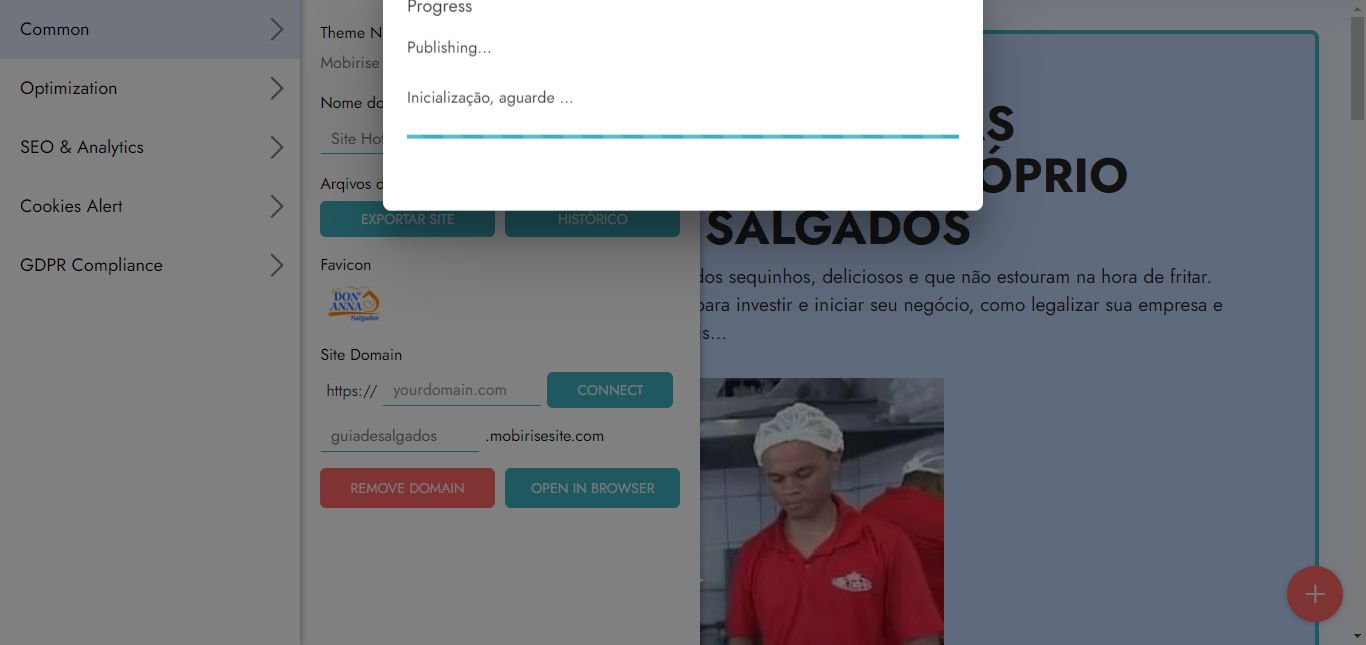 Common
Optimization
SEO & Analytics
Cookies Alert
GDPR Compliance
Theme N
Mobirise
Nome do
Site Hot
Arqivos d
EXPORTAR SITE
HISTÓRICO
Favicon
DON'
ANNA
Salgados
Site Domain
https://
yourdomain.com
CONNECT
guiadesalgados
.mobirisesite.com
REMOVE DOMAIN
OPEN IN BROWSER
Progress
Publishing...
Inicialização, aguarde ...
AS
ÓPRIO
SALGADOS
dos sequinhos, deliciosos e que não estouram na hora de fritar.
para investir e iniciar seu negócio, como legalizar sua empresa e
is...